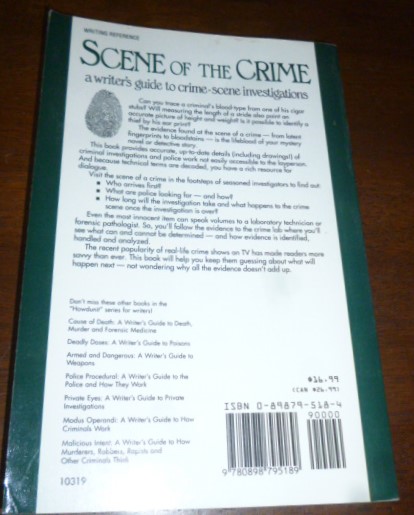 WRITING REFERENCE
SCENE OF THE CRIME
a writer's guide to crime-scene investigations
Can you trace a criminal's blood-type from one of his cigar
stubs? Will measuring the length of a stride also paint an
accurate picture of height and weight? Is it possible to identify a
thief by his ear print?
The evidence found at the scene of a crime — from latent
fingerprints to bloodstains — is the lifeblood of your mystery
novel or detective story.
This book provides accurate, up-to-date details (including drawings!) of
criminal investigations and police work not easily accessible to the layperson.
And because technical terms are decoded, you have a rich resource for
dialogue.
Visit the scene of a crime in the footsteps of seasoned investigators to find out:
■ Who arrives first?
■ What are police looking for — and how?
■ How long will the investigation take and what happens to the crime
scene once the investigation is over?
Even the most innocent item can speak volumes to a laboratory technician or
forensic pathologist. So, you'll follow the evidence to the crime lab where you'll
see what can and cannot be determined — and how evidence is identified,
handled and analyzed.
The recent popularity of real-life crime shows on TV has made readers more
savvy than ever. This book will help you keep them guessing about what will
happen next — not wondering why all the evidence doesn't add up.
Don't miss these other books in the
"Howdunit" series for writers!
Cause of Death: A Writer's Guide to Death,
Murder and Forensic Medicine
Deadly Doses: A Writer's Guide to Poisons
Armed and Dangerous: A Writer's Guide to
Weapons
Police Procedural: A Writer's Guide to the
Police and How They Work
Private Eyes: A Writer's Guide to Private
Investigations
Modus Operandi: A Writer's Guide to How
Criminals Work
Malicious Intent: A Writer's Guide to How
Murderers, Robbers, Rapists and
Other Criminals Think
10319
$16.99
(CAN $26.99)
ISBN 0-89879-518-4
90000
9 780898 795189